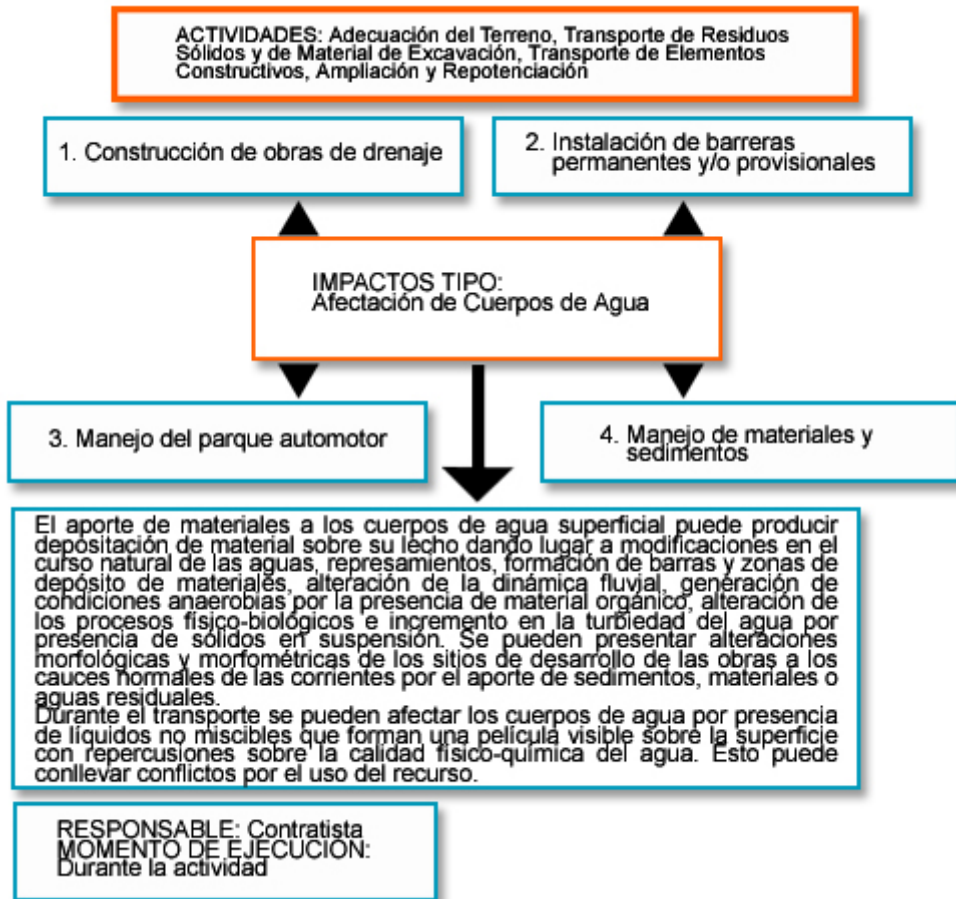 ACTIVIDADES: Adecuación del Terreno, Transporte de Residuos
Sólidos y de Material de Excavación, Transporte de Elementos
Constructivos, Ampliación y Repotenciación
1. Construcción de obras de drenaje
2. Instalación de barreras
permanentes y/o provisionales
IMPACTOS TIPO:
Afectación de Cuerpos de Agua
3. Manejo del parque automotor
4. Manejo de materiales y
sedimentos
El aporte de materiales a los cuerpos de agua superficial puede producir
depositación de material sobre su lecho dando lugar a modificaciones en el
curso natural de las aguas, represamientos, formación de barras y zonas de
depósito de materiales, alteración de la dinámica fluvial, generación de
condiciones anaerobias por la presencia de material orgánico, alteración de
los procesos físico-biológicos e incremento en la turbiedad del agua por
presencia de sólidos en suspensión. Se pueden presentar alteraciones
morfológicas y morfométricas de los sitios de desarrollo de las obras a los
cauces normales de las corrientes por el aporte de sedimentos, materiales o
aguas residuales.
Durante el transporte se pueden afectar los cuerpos de agua por presencia
de líquidos no miscibles que forman una película visible sobre la superficie
con repercusiones sobre la calidad físico-química del agua. Esto puede
conllevar conflictos por el uso del recurso.
RESPONSABLE: Contratista
MOMENTO DE EJECUCIÓN:
Durante la actividad